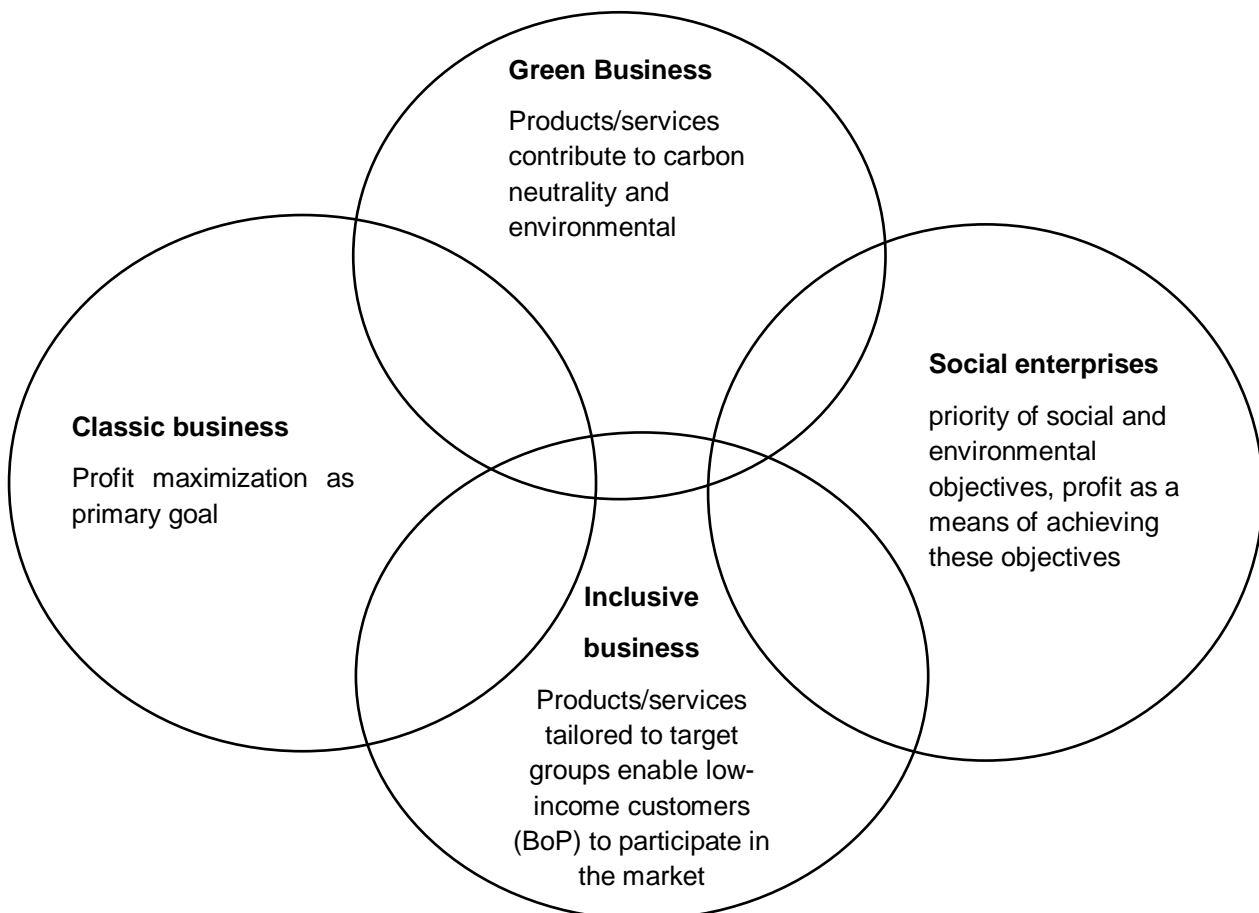 Green Business
Products/services
contribute to carbon
neutrality and
environmental
Social enterprises
priority of social and
environmental
objectives, profit as a
means of achieving
these objectives
Classic business
Profit maximization as
primary goal
Inclusive
business
Products/services
tailored to target
groups enable low-
income customers
(BoP) to participate in
the market